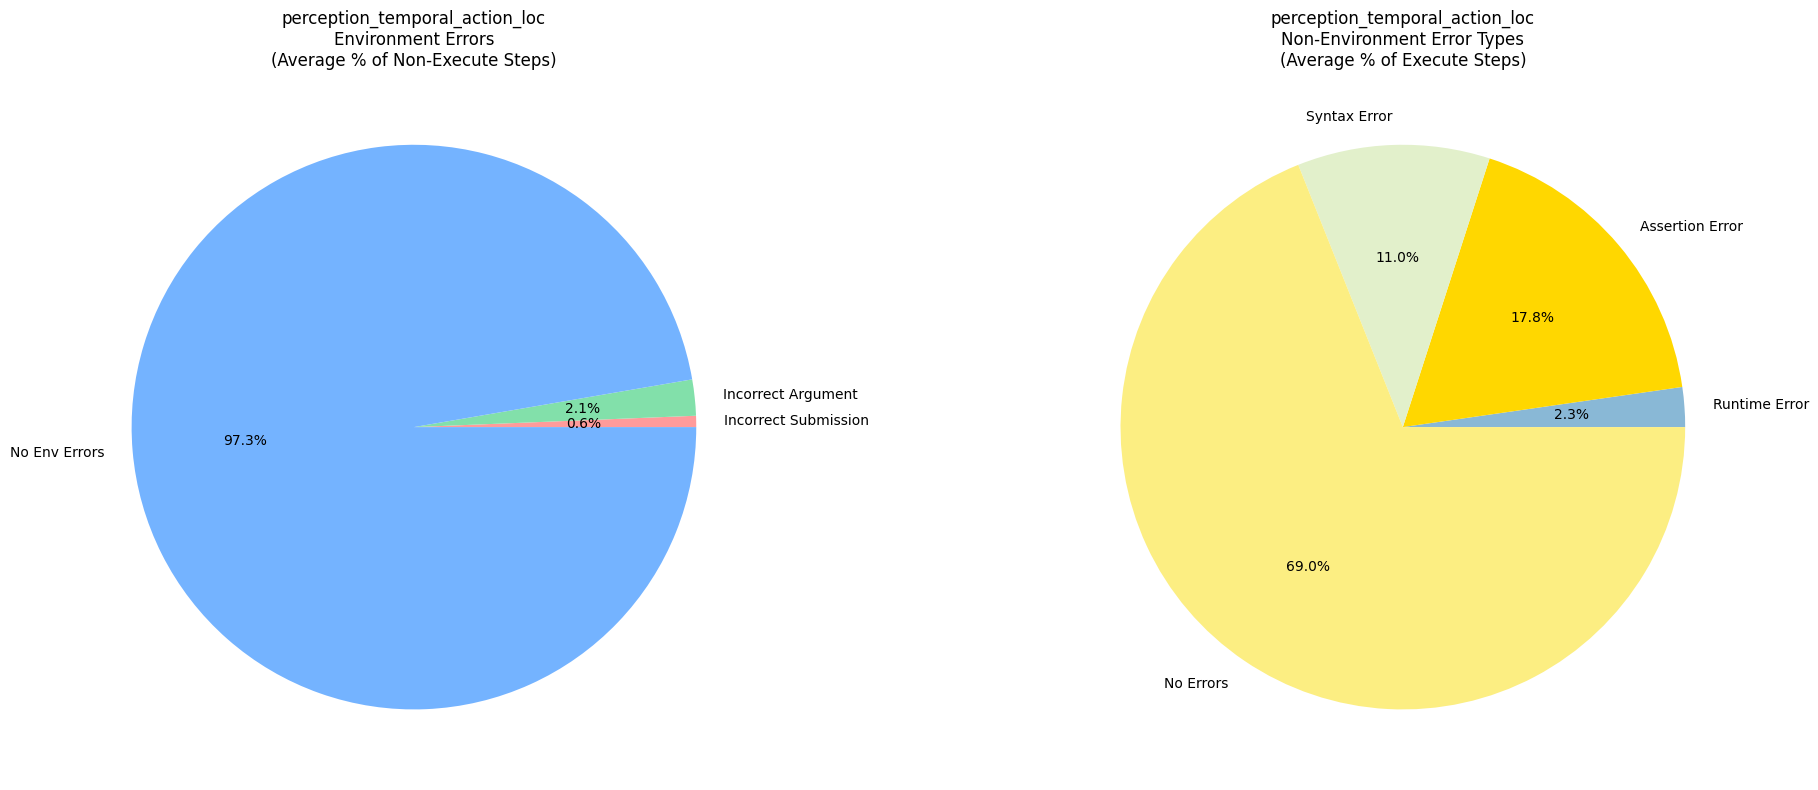 perception_temporal_action_loc
Environment Errors
(Average % of Non-Execute Steps)
Incorrect Argument
2.1%
Incorrect Submission
0.6%
97.3%
No Env Errors
perception_temporal_action_loc
Non-Environment Error Types
(Average % of Execute Steps)
Syntax Error
Assertion Error
11.0%
17.8%
Runtime Error
2.3%
69.0%
No Errors